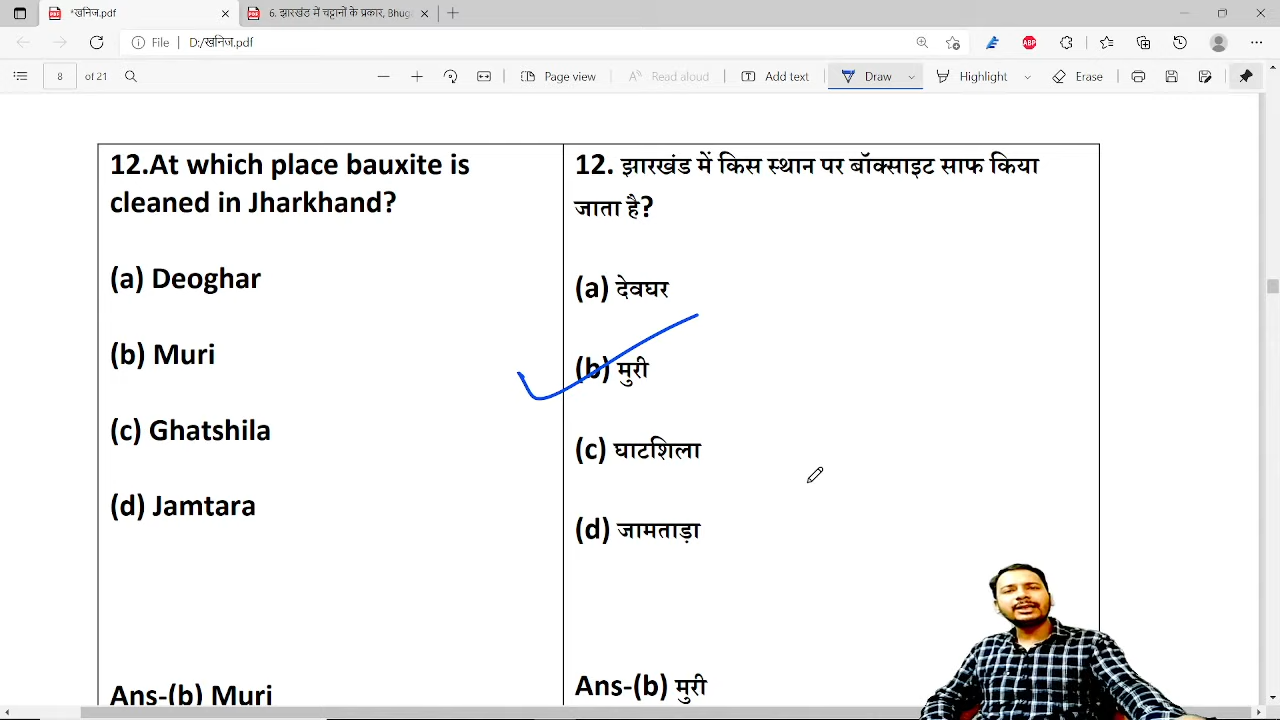 *खनिज.pdf
6. झारखंड में चट्टानों के प्रकार, Bhug
File | D:/खनिज.pdf
ABP
8 of 21
Page view
Read aloud
Add text
Draw
Highlight
Erase
12.At which place bauxite is
cleaned in Jharkhand?
(a) Deoghar
(b) Muri
(c) Ghatshila
(d) Jamtara
Ans-(b) Muri
12. झारखंड में किस स्थान पर बॉक्साइट साफ किया
जाता है?
(a) देवघर
(b) मुरी
(c) घाटशिला
(d) जामताड़ा
Ans-(b) मुरी